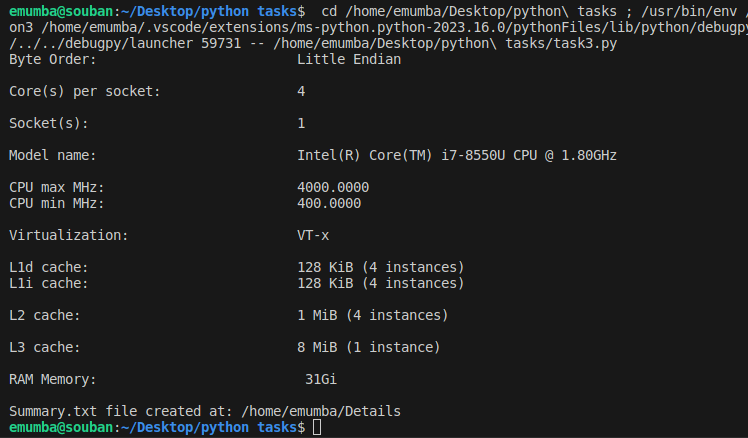 emumba@souban:~/Desktop/python tasks$  cd /home/emumba/Desktop/python\ tasks ; /usr/bin/env /
on3 /home/emumba/.vscode/extensions/ms-python.python-2023.16.0/pythonFiles/lib/python/debugpy
/../../debugpy/launcher 59731 -- /home/emumba/Desktop/python\ tasks/task3.py
Byte Order:                         Little Endian
Core(s) per socket:                 4
Socket(s):                          1
Model name:                         Intel(R) Core(TM) i7-8550U CPU @ 1.80GHz
CPU max MHz:                        4000.0000
CPU min MHz:                        400.0000
Virtualization:                     VT-x
L1d cache:                          128 KiB (4 instances)
L1i cache:                          128 KiB (4 instances)
L2 cache:                           1 MiB (4 instances)
L3 cache:                           8 MiB (1 instance)
RAM Memory:                          31Gi
Summary.txt file created at: /home/emumba/Details
emumba@souban:~/Desktop/python tasks$